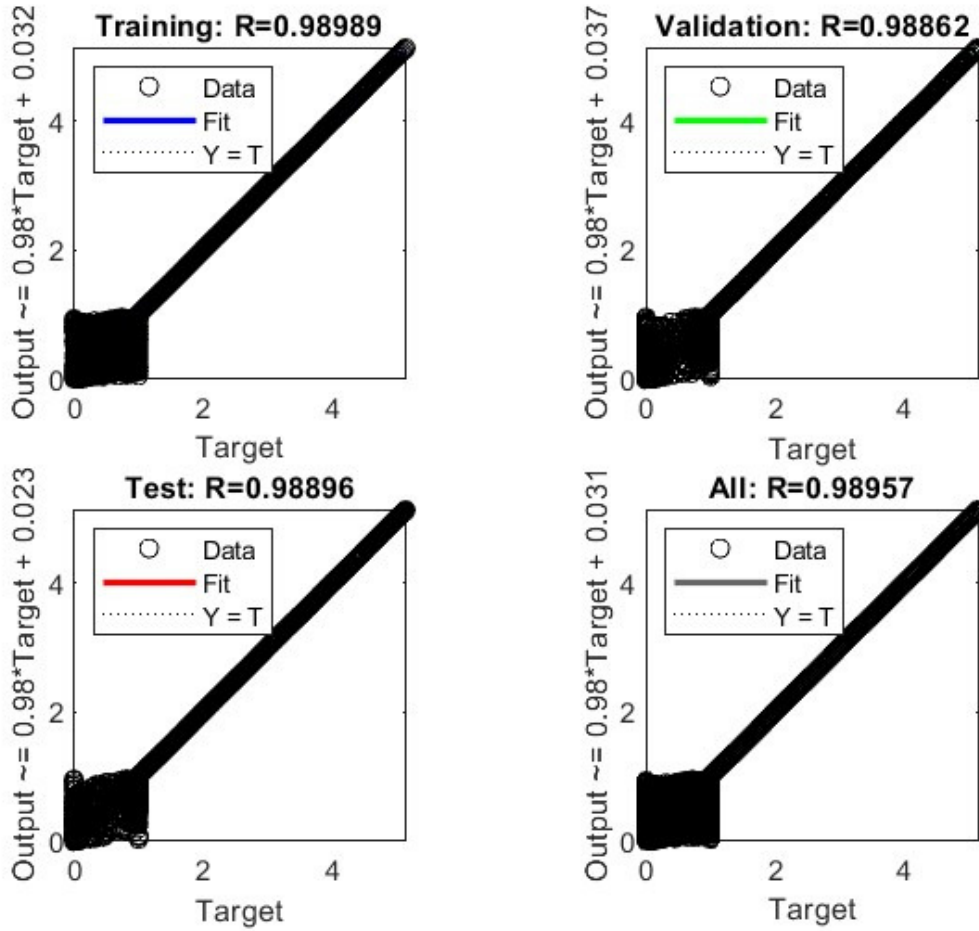 Training: R=0.98989
Output ~= 0.98*Target + 0.032
Data
Fit
Y = T
4
2
0
0 2 4
Target
Validation: R=0.98862
Output ~= 0.98*Target + 0.037
Data
Fit
Y = T
4
2
0
0 2 4
Target
Test: R=0.98896
Output ~= 0.98*Target + 0.023
Data
Fit
Y = T
4
2
0
0 2 4
Target
All: R=0.98957
Output ~= 0.98*Target + 0.031
Data
Fit
Y = T
4
2
0
0 2 4
Target